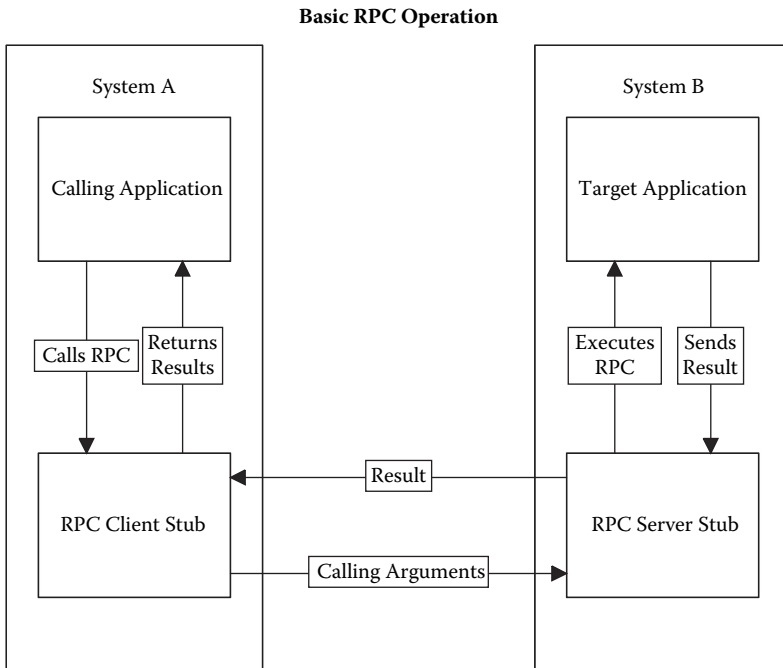 Basic RPC Operation
System A
System B
Calling Application
Target Application
Calls RPC
Returns
Results
Executes
RPC
Sends
Result
Result
RPC Client Stub
RPC Server Stub
Calling Arguments